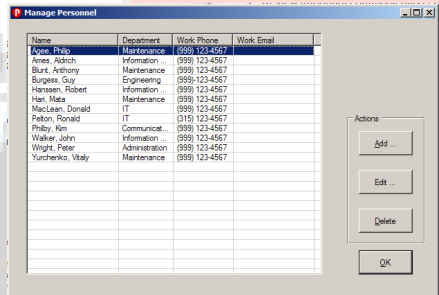 Manage Personnel
Name Department Work Phone Work Email
Agee, Philip Maintenance (999) 123-4567
Ames, Aldrich Information ... (999) 123-4567
Blunt, Anthony Maintenance (999) 123-4567
Burgess, Guy Engineering (999)-123-4567
Hanssen, Robert Information ... (999) 123-4567
Hari, Mata Maintenance (999) 123-4567
MacLean, Donald IT (999) 123-4567
Pelton, Ronald IT (315) 123-4567
Philby, Kim Communicat... (999) 123-4567
Walker, John Information ... (999) 123-4567
Wright, Peter Administration (999) 123-4567
Yurchenko, Vitaly Maintenance (999) 123-4567
Actions
Add ...
Edit ...
Delete
OK